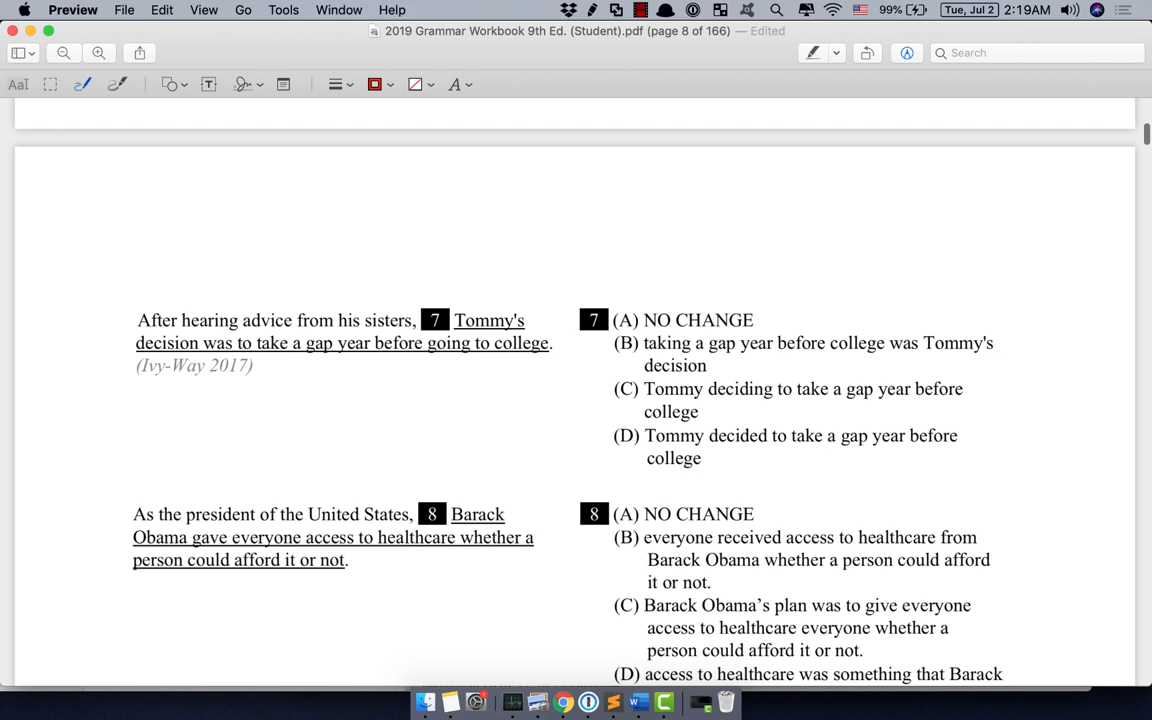 Preview File Edit View Go Tools Window Help 99% Tue, Jul 2 2:19AM
2019 Grammar Workbook 9th Ed. (Student).pdf (page 8 of 166) — Edited
Search
AaI T A
After hearing advice from his sisters, 7 Tommy's
decision was to take a gap year before going to college.
(Ivy-Way 2017)
7 (A) NO CHANGE
(B) taking a gap year before college was Tommy's
decision
(C) Tommy deciding to take a gap year before
college
(D) Tommy decided to take a gap year before
college
As the president of the United States, 8 Barack
Obama gave everyone access to healthcare whether a
person could afford it or not.
8 (A) NO CHANGE
(B) everyone received access to healthcare from
Barack Obama whether a person could afford
it or not.
(C) Barack Obama’s plan was to give everyone
access to healthcare everyone whether a
person could afford it or not.
(D) access to healthcare was something that Barack